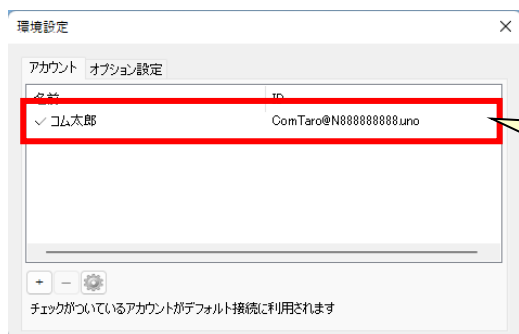 環境設定
アカウント オプション設定
名前 ID
コム太郎 ComTaro@N888888888.uno
+ −
チェックがついているアカウントがデフォルト接続に利用されます